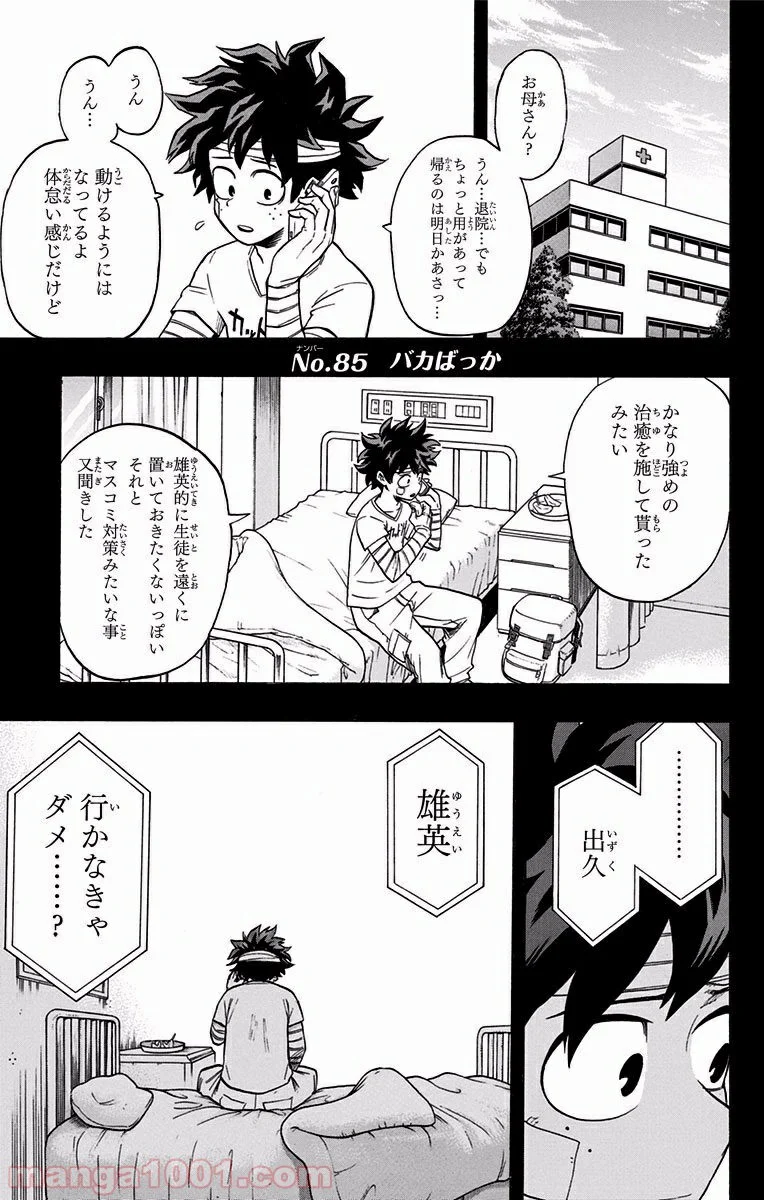 お母さん?
うん…退院…でも
ちょっと用があって
帰るのは明日かあさっ…
うん
うん…
動けるようには
なってるよ
体怠い感じだけど
No.85 バカばっか
かなり強めの
治癒を施して貰った
みたい
雄英的に生徒を遠くに
置いておきたくないっぽい
それと
マスコミ対策みたいな事
又聞きした
…………
出久
雄英
行かなきゃ
ダメ……?
manga1001.com